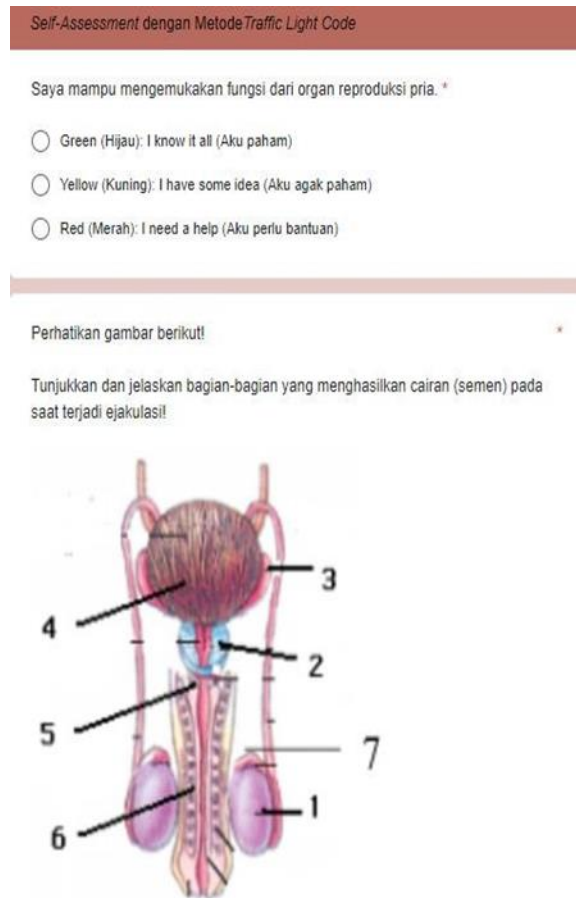 Self-Assessment dengan Metode Traffic Light Code
Saya mampu mengemukakan fungsi dari organ reproduksi pria. *
Green (Hijau): I know it all (Aku paham)
Yellow (Kuning): I have some idea (Aku agak paham)
Red (Merah): I need a help (Aku perlu bantuan)
Perhatikan gambar berikut! *
Tunjukkan dan jelaskan bagian-bagian yang menghasilkan cairan (semen) pada
saat terjadi ejakulasi!
3
4
2
5
7
1
6